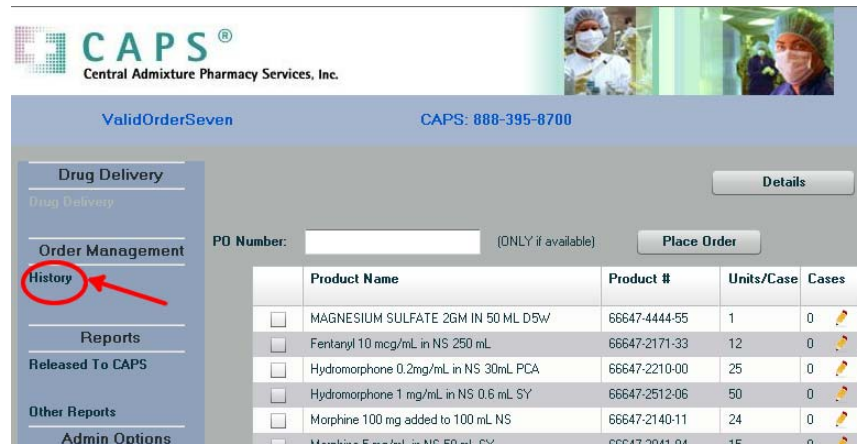 CAPS®
Central Admixture Pharmacy Services, Inc.
ValidOrderSeven CAPS: 888-395-8700
Drug Delivery
Drug Delivery
Details
PO Number: (ONLY if available) Place Order
Order Management
History
Product Name Product # Units/Case Cases
MAGNESIUM SULFATE 2GM IN 50 ML D5W 66647-4444-55 1 0
Reports
Fentanyl 10 mcg/mL in NS 250 mL 66647-2171-33 12 0
Released To CAPS
Hydromorphone 0.2mg/mL in NS 30mL PCA 66647-2210-00 25 0
Hydromorphone 1 mg/mL in NS 0.6 mL SY 66647-2512-06 50 0
Other Reports
Morphine 100 mg added to 100 mL NS 66647-2140-11 24 0
Admin Options